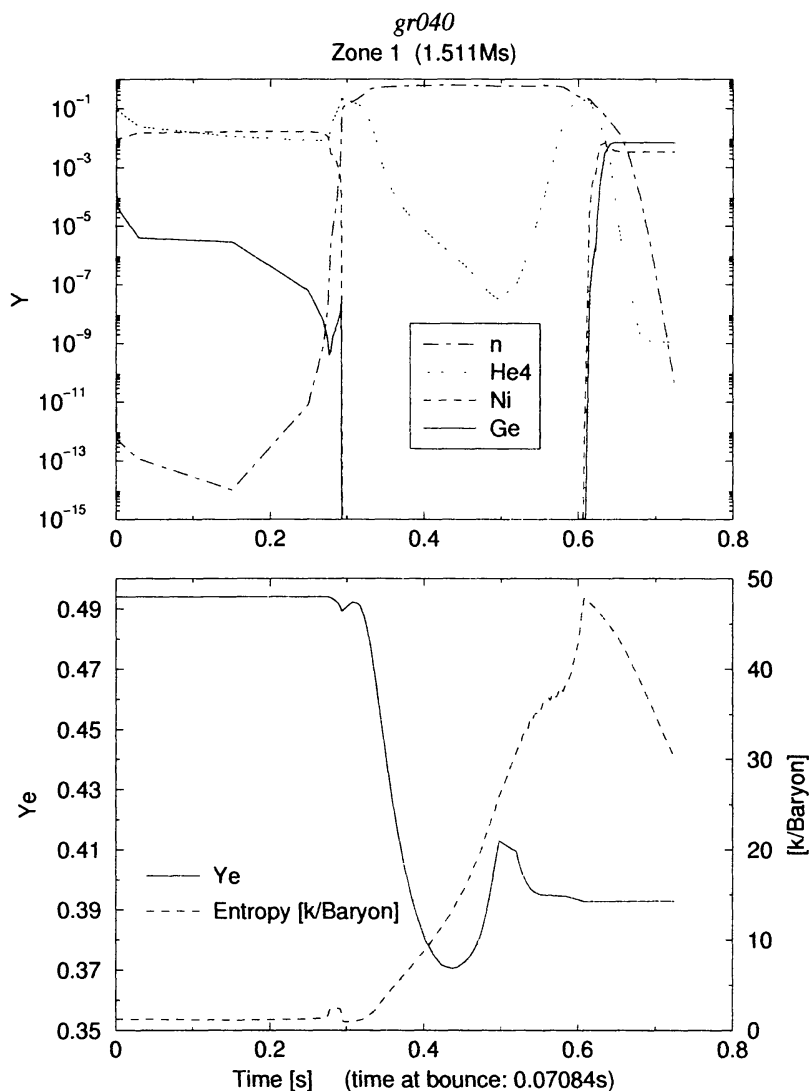 gr040
Zone 1 (1.511Ms)
10⁻¹
10⁻³
10⁻⁵
10⁻⁷
10⁻⁹
10⁻¹¹
10⁻¹³
10⁻¹⁵
Y
n
He4
Ni
Ge
0 0.2 0.4 0.6 0.8
0.49
0.47
0.45
0.43
0.41
0.39
0.37
0.35
Ye
Ye
Entropy [k/Baryon]
50
40
30
20
10
0
[k/Baryon]
0 0.2 0.4 0.6 0.8
Time [s] (time at bounce: 0.07084s)